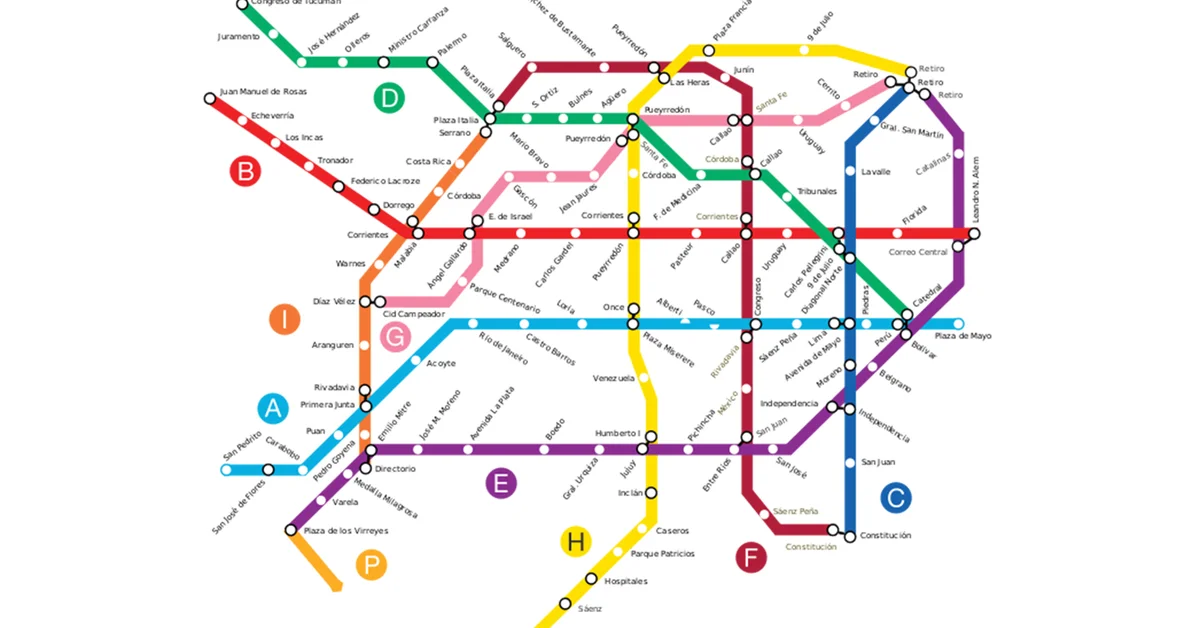 Congreso de Tucumán
Juramento
José Hernández
Olleros
Ministro Carranza
Palermo
D
Salguero
Sánchez de Bustamante
Pueyrredón
Plaza Francia
9 de Julio
Retiro
Retiro
Retiro
Retiro
Las Heras
Junín
Cerrito
Santa Fe
Uruguay
Callao
Juan Manuel de Rosas
Echeverría
Los Incas
Tronador
Federico Lacroze
Dorrego
Corrientes
B
Plaza Italia
Plaza Italia
Serrano
S. Ortiz
Bulnes
Agüero
Pueyrredón
Pueyrredón
Santa Fe
Costa Rica
Córdoba
Mario Bravo
Gascón
Jean Jaures
E. de Israel
Córdoba
F. de Medicina
Córdoba
Callao
Tribunales
Gral. San Martín
Lavalle
Catalinas
Leandro N. Alem
Corrientes
Corrientes
Florida
Correo Central
Malabia
Ángel Gallardo
Medrano
Carlos Gardel
Pueyrredón
Pasteur
Callao
Uruguay
Carlos Pellegrini
9 de Julio
Diagonal Norte
Warnes
Díaz Vélez
Cid Campeador
Parque Centenario
G
I
Loria
Once
Alberti
Pasco
Congreso
Piedras
Catedral
Río de Janeiro
Castro Barros
Plaza Miserere
Rivadavia
Sáenz Peña
Lima
Avenida de Mayo
Perú
Bolívar
Plaza de Mayo
Aranguren
Acoyte
Rivadavia
Primera Junta
A
Puan
Carabobo
San Pedrito
San José de Flores
Venezuela
México
Moreno
Belgrano
Independencia
Independencia
Pedro Goyena
Emilio Mitre
José M. Moreno
Avenida La Plata
Boedo
Gral. Urquiza
Humberto I
Jujuy
Pichincha
Entre Ríos
San Juan
San José
San Juan
Directorio
Medalla Milagrosa
Varela
Plaza de los Virreyes
E
C
P
Inclán
Caseros
Parque Patricios
Hospitales
Sáenz
H
F
Sáenz Peña
Constitución
Constitución